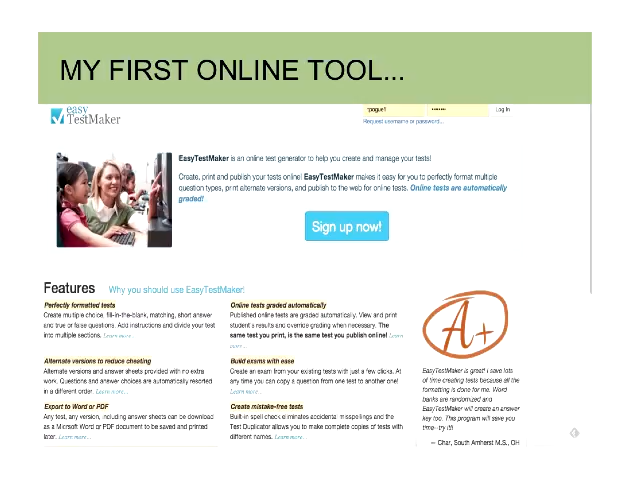 MY FIRST ONLINE TOOL...
easy
TestMaker
rpogue1
Log In
Request username or password...
EasyTestMaker is an online test generator to help you create and manage your tests!
Create, print and publish your tests online! EasyTestMaker makes it easy for you to perfectly format multiple
question types, print alternate versions, and publish to the web for online tests. Online tests are automatically
graded!
Sign up now!
Features Why you should use EasyTestMaker!
Perfectly formatted tests
Create multiple choice, fill-in-the-blank, matching, short answer
and true or false questions. Add instructions and divide your test
into multiple sections. Learn more...
Online tests graded automatically
Published online tests are graded automatically. View and print
student's results and override grading when necessary. The
same test you print, is the same test you publish online! Learn
more...
Alternate versions to reduce cheating
Alternate versions and answer sheets provided with no extra
work. Questions and answer choices are automatically resorted
in a different order. Learn more...
Build exams with ease
Create an exam from your existing tests with just a few clicks. At
any time you can copy a question from one test to another one!
Learn more...
Export to Word or PDF
Any test, any version, including answer sheets can be download
as a Microsoft Word or PDF document to be saved and printed
later. Learn more...
Create mistake-free tests
Built-in spell check eliminates accidental misspellings and the
Test Duplicator allows you to make complete copies of tests with
different names. Learn more...
A+
EasyTestMaker is great! I save lots
of time creating tests because all the
formatting is done for me. Word
banks are randomized and
EasyTestMaker will create an answer
key too. This program will save you
time--try it!!
— Char, South Amherst M.S., OH